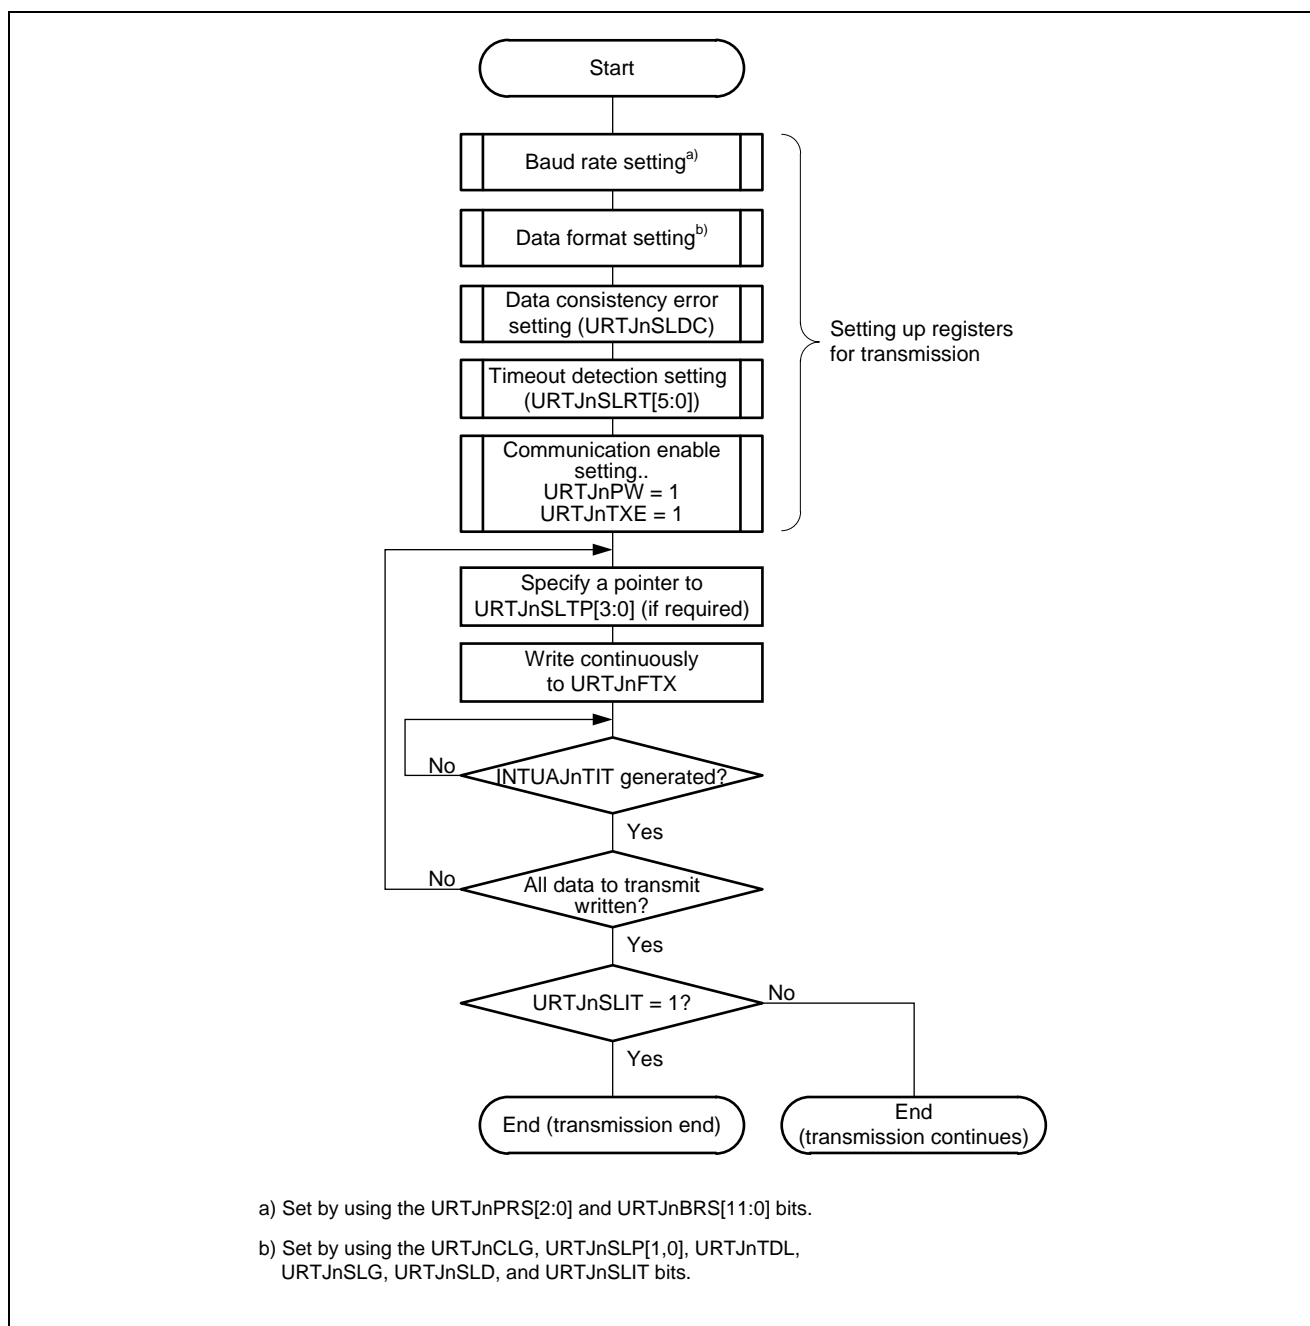 Start
Baud rate setting a)
Data format setting b)
Data consistency error
setting (URTJnSLDC)
Timeout detection setting
(URTJnSLRT[5:0])
Communication enable
setting..
URTJnPW = 1
URTJnTXE = 1
Setting up registers
for transmission
Specify a pointer to
URTJnSLTP[3:0] (if required)
Write continuously
to URTJnFTX
No
INTUAJnTIT generated?
Yes
No
All data to transmit
written?
Yes
URTJnSLIT = 1?
No
Yes
End (transmission end)
End
(transmission continues)
a) Set by using the URTJnPRS[2:0] and URTJnBRS[11:0] bits.
b) Set by using the URTJnCLG, URTJnSLP[1,0], URTJnTDL,
URTJnSLG, URTJnSLD, and URTJnSLIT bits.